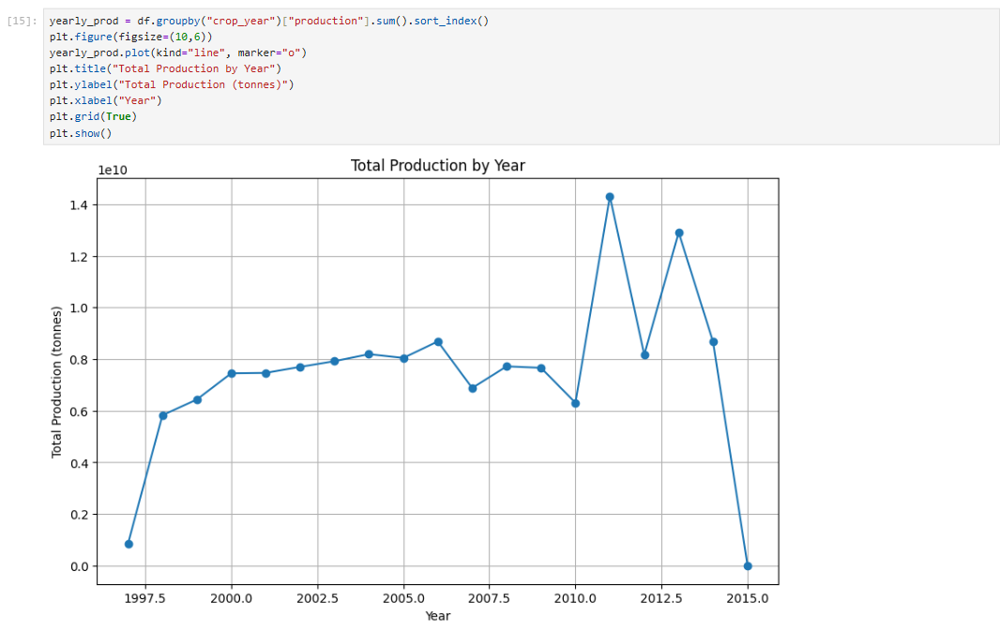 [15]: yearly_prod = df.groupby("crop_year")["production"].sum().sort_index()
plt.figure(figsize=(10,6))
yearly_prod.plot(kind="line", marker="o")
plt.title("Total Production by Year")
plt.ylabel("Total Production (tonnes)")
plt.xlabel("Year")
plt.grid(True)
plt.show()
Total Production by Year
1e10
1.4
1.2
1.0
0.8
0.6
0.4
0.2
0.0
Total Production (tonnes)
1997.5 2000.0 2002.5 2005.0 2007.5 2010.0 2012.5 2015.0
Year